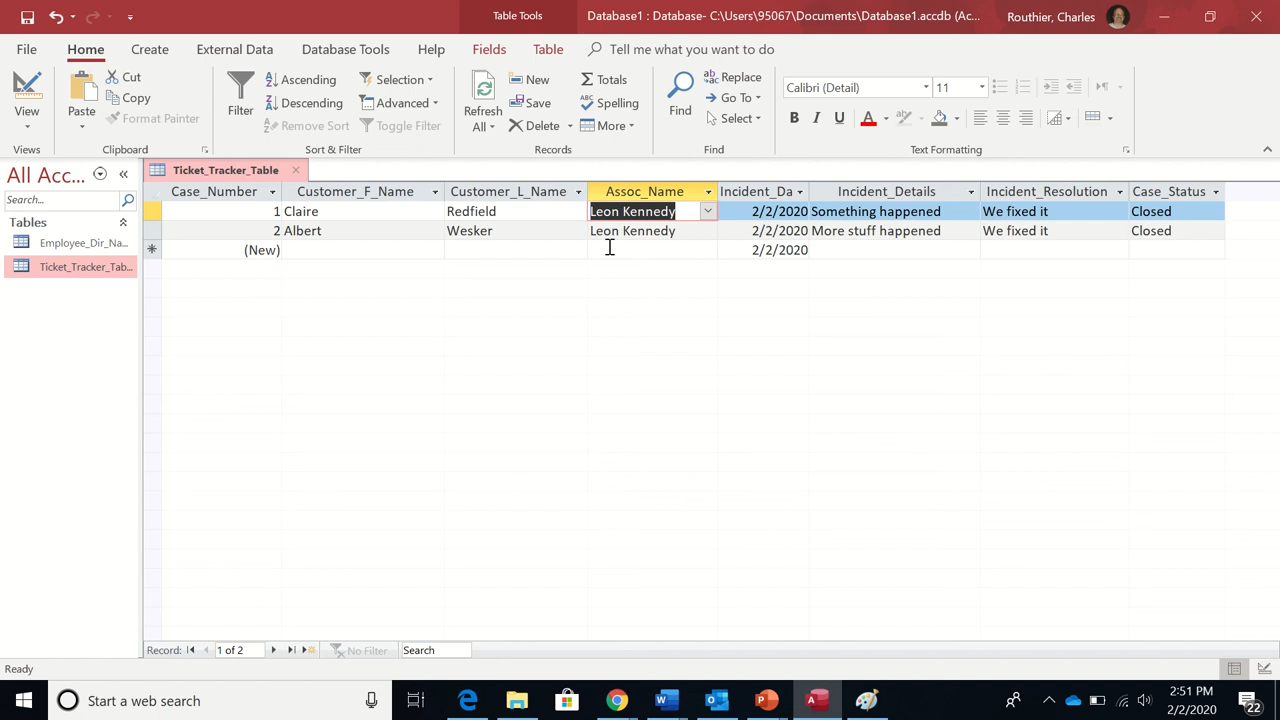 Table Tools
Database1 : Database- C:\Users\95067\Documents\Database1.accdb (Ac...
Routhier, Charles
File Home Create External Data Database Tools Help Fields Table Tell me what you want to do
View
Views
Paste
Cut
Copy
Format Painter
Clipboard
Filter
Ascending
Descending
Remove Sort
Selection
Advanced
Toggle Filter
Sort & Filter
Refresh
All
New
Save
Delete
Totals
Spelling
More
Records
Find
Replace
Go To
Select
Find
Calibri (Detail) 11
B I U A
Text Formatting
All Acc...
Search...
Tables
Employee_Dir_Na...
Ticket_Tracker_Tab...
Ticket_Tracker_Table
Case_Number Customer_F_Name Customer_L_Name Assoc_Name Incident_Da Incident_Details Incident_Resolution Case_Status
1 Claire Redfield Leon Kennedy 2/2/2020 Something happened We fixed it Closed
2 Albert Wesker Leon Kennedy 2/2/2020 More stuff happened We fixed it Closed
(New) 2/2/2020
Record: 1 of 2 No Filter Search
Ready
Start a web search
2:51 PM
2/2/2020
22